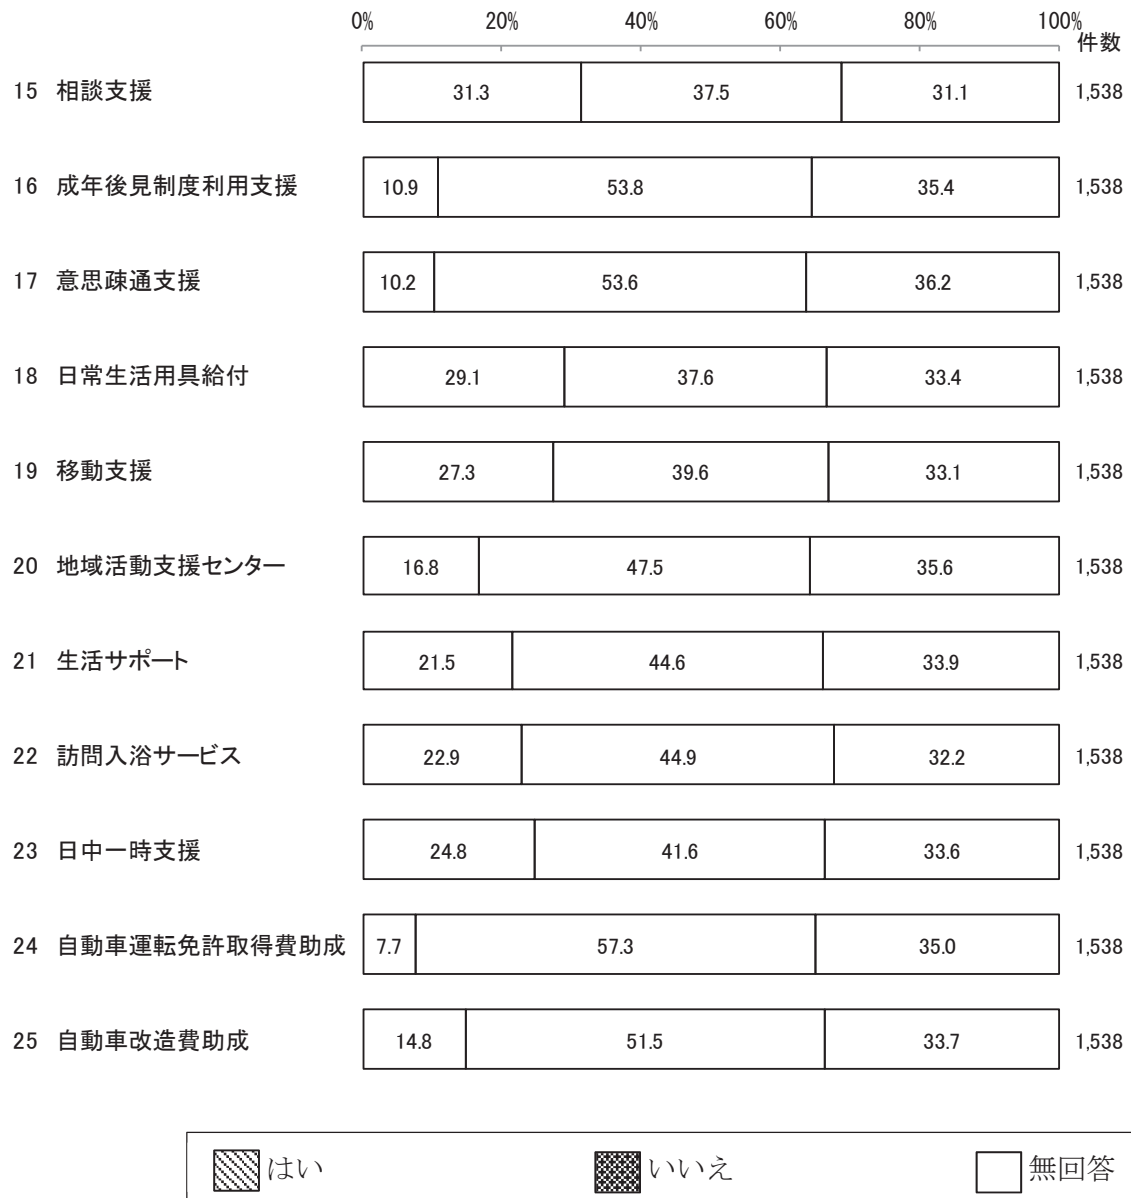 0% 20% 40% 60% 80% 100%
件数
15 相談支援 31.3 37.5 31.1 1,538
16 成年後見制度利用支援 10.9 53.8 35.4 1,538
17 意思疎通支援 10.2 53.6 36.2 1,538
18 日常生活用具給付 29.1 37.6 33.4 1,538
19 移動支援 27.3 39.6 33.1 1,538
20 地域活動支援センター 16.8 47.5 35.6 1,538
21 生活サポート 21.5 44.6 33.9 1,538
22 訪問入浴サービス 22.9 44.9 32.2 1,538
23 日中一時支援 24.8 41.6 33.6 1,538
24 自動車運転免許取得費助成 7.7 57.3 35.0 1,538
25 自動車改造費助成 14.8 51.5 33.7 1,538
はい いいえ 無回答